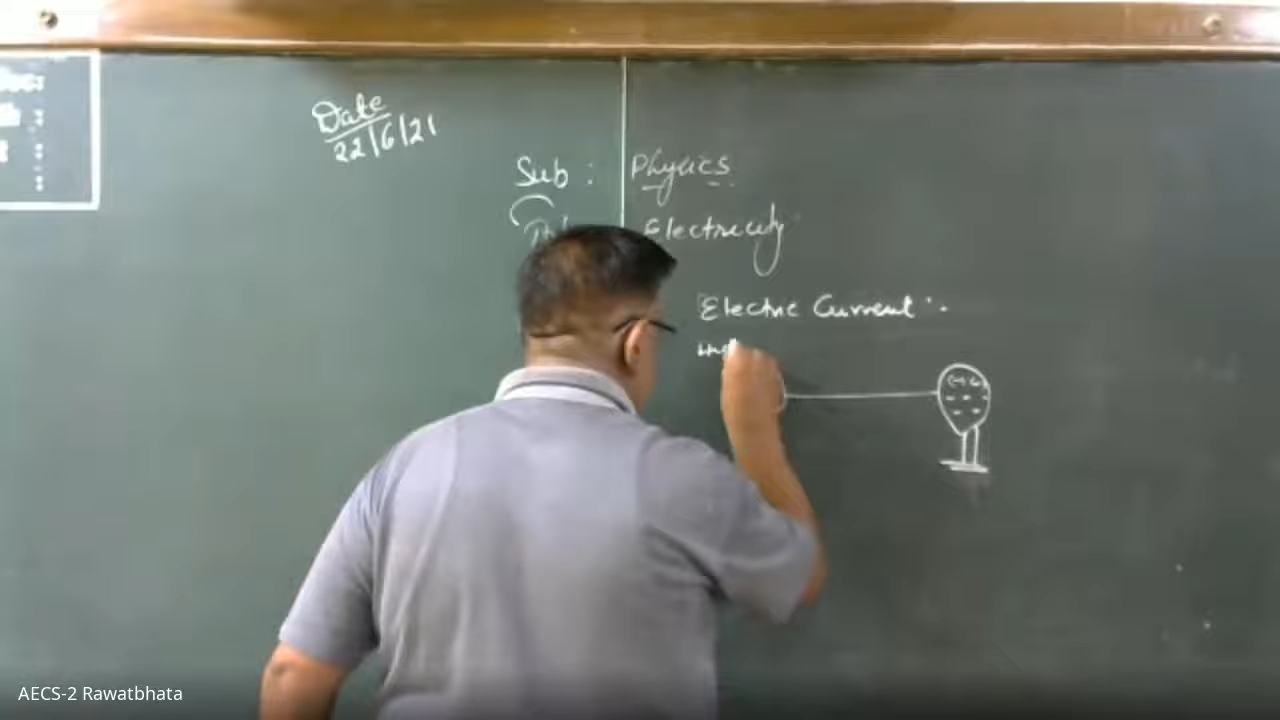 Date
22/6/21
Sub : Physics
Electricity
Electric Current :-
(-) 
AECS-2 Rawatbhata